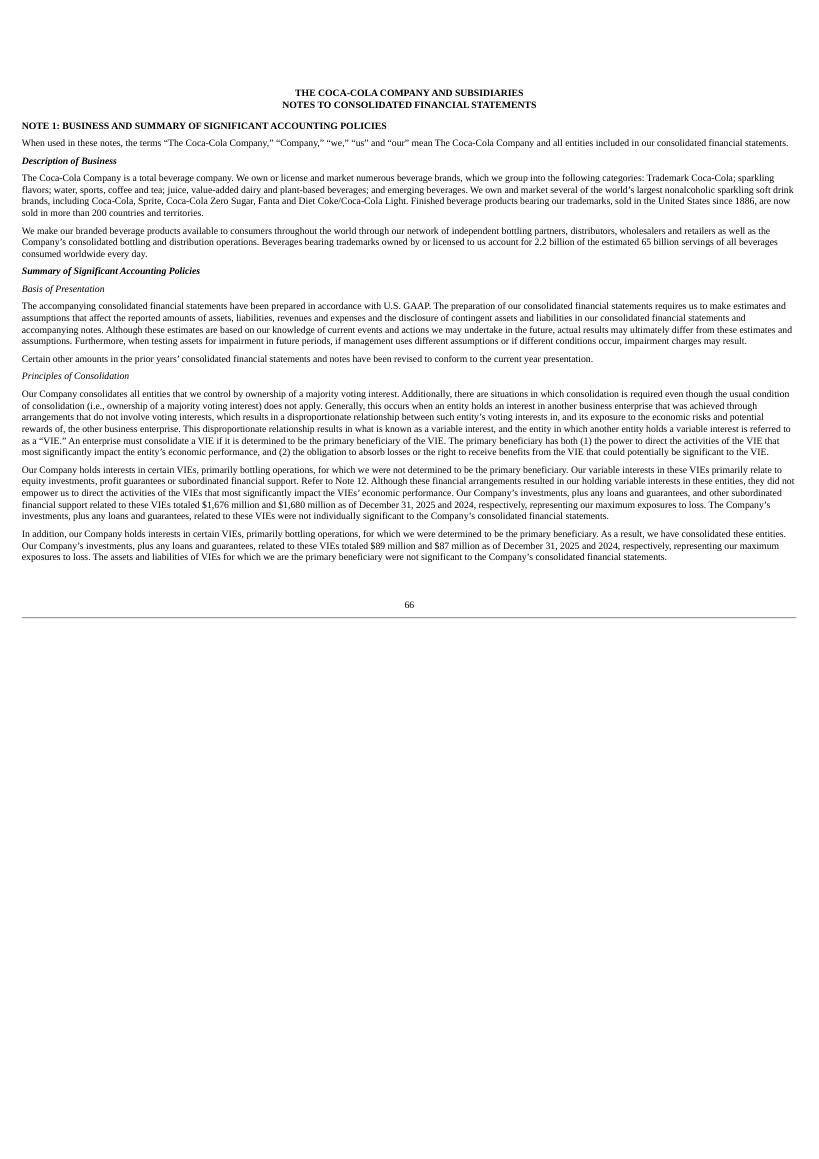 THE COCA-COLA COMPANY AND SUBSIDIARIES
NOTES TO CONSOLIDATED FINANCIAL STATEMENTS
NOTE 1: BUSINESS AND SUMMARY OF SIGNIFICANT ACCOUNTING POLICIES
When used in these notes, the terms “The Coca-Cola Company,” “Company,” “we,” “us” and “our” mean The Coca-Cola Company and all entities included in our consolidated financial statements.
Description of Business
The Coca-Cola Company is a total beverage company. We own or license and market numerous beverage brands, which we group into the following categories: Trademark Coca-Cola; sparkling
flavors; water, sports, coffee and tea; juice, value-added dairy and plant-based beverages; and emerging beverages. We own and market several of the world’s largest nonalcoholic sparkling soft drink
brands, including Coca-Cola, Sprite, Coca-Cola Zero Sugar, Fanta and Diet Coke/Coca-Cola Light. Finished beverage products bearing our trademarks, sold in the United States since 1886, are now
sold in more than 200 countries and territories.
We make our branded beverage products available to consumers throughout the world through our network of independent bottling partners, distributors, wholesalers and retailers as well as the
Company’s consolidated bottling and distribution operations. Beverages bearing trademarks owned by or licensed to us account for 2.2 billion of the estimated 65 billion servings of all beverages
consumed worldwide every day.
Summary of Significant Accounting Policies
Basis of Presentation
The accompanying consolidated financial statements have been prepared in accordance with U.S. GAAP. The preparation of our consolidated financial statements requires us to make estimates and
assumptions that affect the reported amounts of assets, liabilities, revenues and expenses and the disclosure of contingent assets and liabilities in our consolidated financial statements and
accompanying notes. Although these estimates are based on our knowledge of current events and actions we may undertake in the future, actual results may ultimately differ from these estimates and
assumptions. Furthermore, when testing assets for impairment in future periods, if management uses different assumptions or if different conditions occur, impairment charges may result.
Certain other amounts in the prior years’ consolidated financial statements and notes have been revised to conform to the current year presentation.
Principles of Consolidation
Our Company consolidates all entities that we control by ownership of a majority voting interest. Additionally, there are situations in which consolidation is required even though the usual condition
of consolidation (i.e., ownership of a majority voting interest) does not apply. Generally, this occurs when an entity holds an interest in another business enterprise that was achieved through
arrangements that do not involve voting interests, which results in a disproportionate relationship between such entity’s voting interests in, and its exposure to the economic risks and potential
rewards of, the other business enterprise. This disproportionate relationship results in what is known as a variable interest, and the entity in which another entity holds a variable interest is referred to
as a “VIE.” An enterprise must consolidate a VIE if it is determined to be the primary beneficiary of the VIE. The primary beneficiary has both (1) the power to direct the activities of the VIE that
most significantly impact the entity’s economic performance, and (2) the obligation to absorb losses or the right to receive benefits from the VIE that could potentially be significant to the VIE.
Our Company holds interests in certain VIEs, primarily bottling operations, for which we were not determined to be the primary beneficiary. Our variable interests in these VIEs primarily relate to
equity investments, profit guarantees or subordinated financial support. Refer to Note 12. Although these financial arrangements resulted in our holding variable interests in these entities, they did not
empower us to direct the activities of the VIEs that most significantly impact the VIEs’ economic performance. Our Company’s investments, plus any loans and guarantees, and other subordinated
financial support related to these VIEs totaled $1,676 million and $1,680 million as of December 31, 2025 and 2024, respectively, representing our maximum exposures to loss. The Company’s
investments, plus any loans and guarantees, related to these VIEs were not individually significant to the Company’s consolidated financial statements.
In addition, our Company holds interests in certain VIEs, primarily bottling operations, for which we were determined to be the primary beneficiary. As a result, we have consolidated these entities.
Our Company’s investments, plus any loans and guarantees, related to these VIEs totaled $89 million and $87 million as of December 31, 2025 and 2024, respectively, representing our maximum
exposures to loss. The assets and liabilities of VIEs for which we are the primary beneficiary were not significant to the Company’s consolidated financial statements.
66